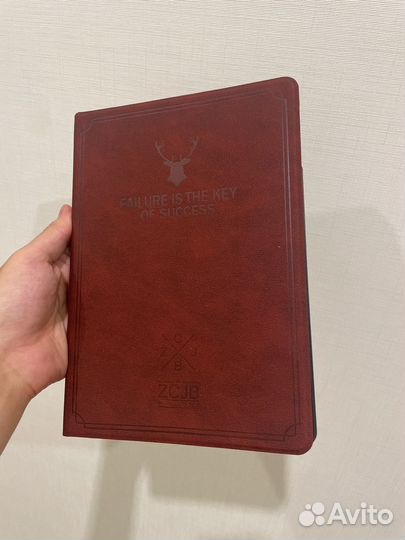 FAILURE IS THE KEY
OF SUCCESS
C
Z J
B
ZCJB
Avito